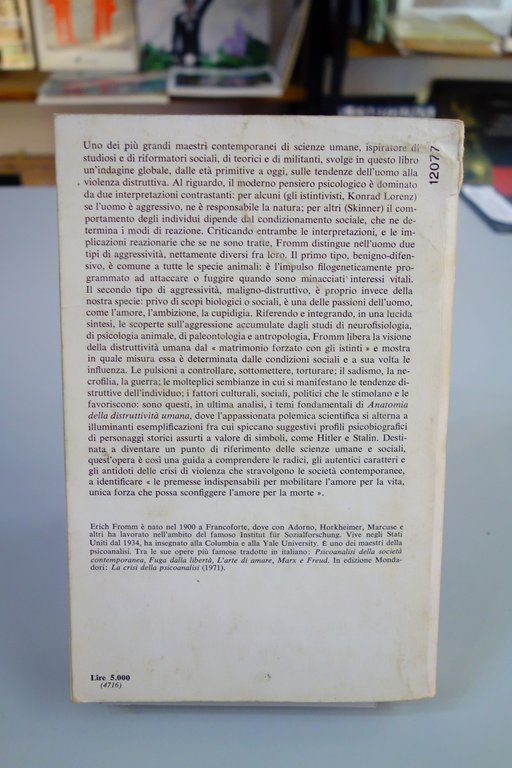 Uno dei più grandi maestri contemporanei di scienze umane, ispiratore di
studiosi e di riformatori sociali, di teorici e di militanti, svolge in questo libro
un'indagine globale, dalle età primitive a oggi, sulle tendenze dell'uomo alla
violenza distruttiva. Al riguardo, il moderno pensiero psicologico è dominato
da due interpretazioni contrastanti: per alcuni (gli istintivisti, Konrad Lorenz)
se l'uomo è aggressivo, ne è responsabile la natura; per altri (Skinner) il com-
portamento degli individui dipende dal condizionamento sociale, che ne deter-
mina i modi di reazione. Criticando entrambe le interpretazioni, e le im-
plicazioni reazionarie che se ne sono tratte, Fromm distingue nell'uomo due
tipi di aggressività, nettamente diversi fra loro. Il primo tipo, benigno-difen-
sivo, è comune a tutte le specie animali: è l'impulso filogeneticamente pro-
grammato ad attaccare o fuggire quando sono minacciati interessi vitali.
Il secondo tipo di aggressività, maligno-distruttivo, è proprio invece della
nostra specie: privo di scopi biologici o sociali, è una delle passioni dell'uomo,
come l'amore, l'ambizione, la cupidigia. Riferendo e integrando, in una lucida
sintesi, le scoperte sull'aggressione accumulate dagli studi di neurofisiologia,
di psicologia animale, di paleontologia e antropologia, Fromm libera la visione
della distruttività umana dal « matrimonio forzato con gli istinti » e mostra
in quale misura essa è determinata dalle condizioni sociali e a sua volta le
influenza. Le pulsioni a controllare, sottomettere, torturare; il sadismo, la ne-
crofilia, la guerra; le molteplici sembianze in cui si manifestano le tendenze di-
struttive dell'individuo; i fattori culturali, sociali, politici che le stimolano e le
favoriscono: sono questi, in ultima analisi, i temi fondamentali di Anatomia
della distruttività umana, dove l'appassionata polemica scientifica si alterna a
illuminanti esemplificazioni fra cui spiccano suggestivi profili psicobiografici
di personaggi storici assurti a valore di simboli, come Hitler e Stalin. Desti-
nata a diventare un punto di riferimento delle scienze umane e sociali,
quest'opera è così una guida a comprendere le radici, gli autentici caratteri e
gli antidoti delle crisi di violenza che stravolgono le società contemporanee,
a identificare « le premesse indispensabili per mobilitare l'amore per la vita,
unica forza che possa sconfiggere l'amore per la morte ».
Erich Fromm è nato nel 1900 a Francoforte, dove con Adorno, Horkheimer, Marcuse e
altri ha lavorato nell'ambito del famoso Institut für Sozialforschung. Vive negli Stati
Uniti dal 1934, ha insegnato alla Columbia e alla Yale University. È uno dei maestri della
psicoanalisi. Tra le sue opere più famose tradotte in italiano: Psicoanalisi della società
contemporanea, Fuga dalla libertà, L'arte di amare, Marx e Freud. In edizione Monda-
dori: La crisi della psicoanalisi (1971).
Lire 5.000
(4716)
12077